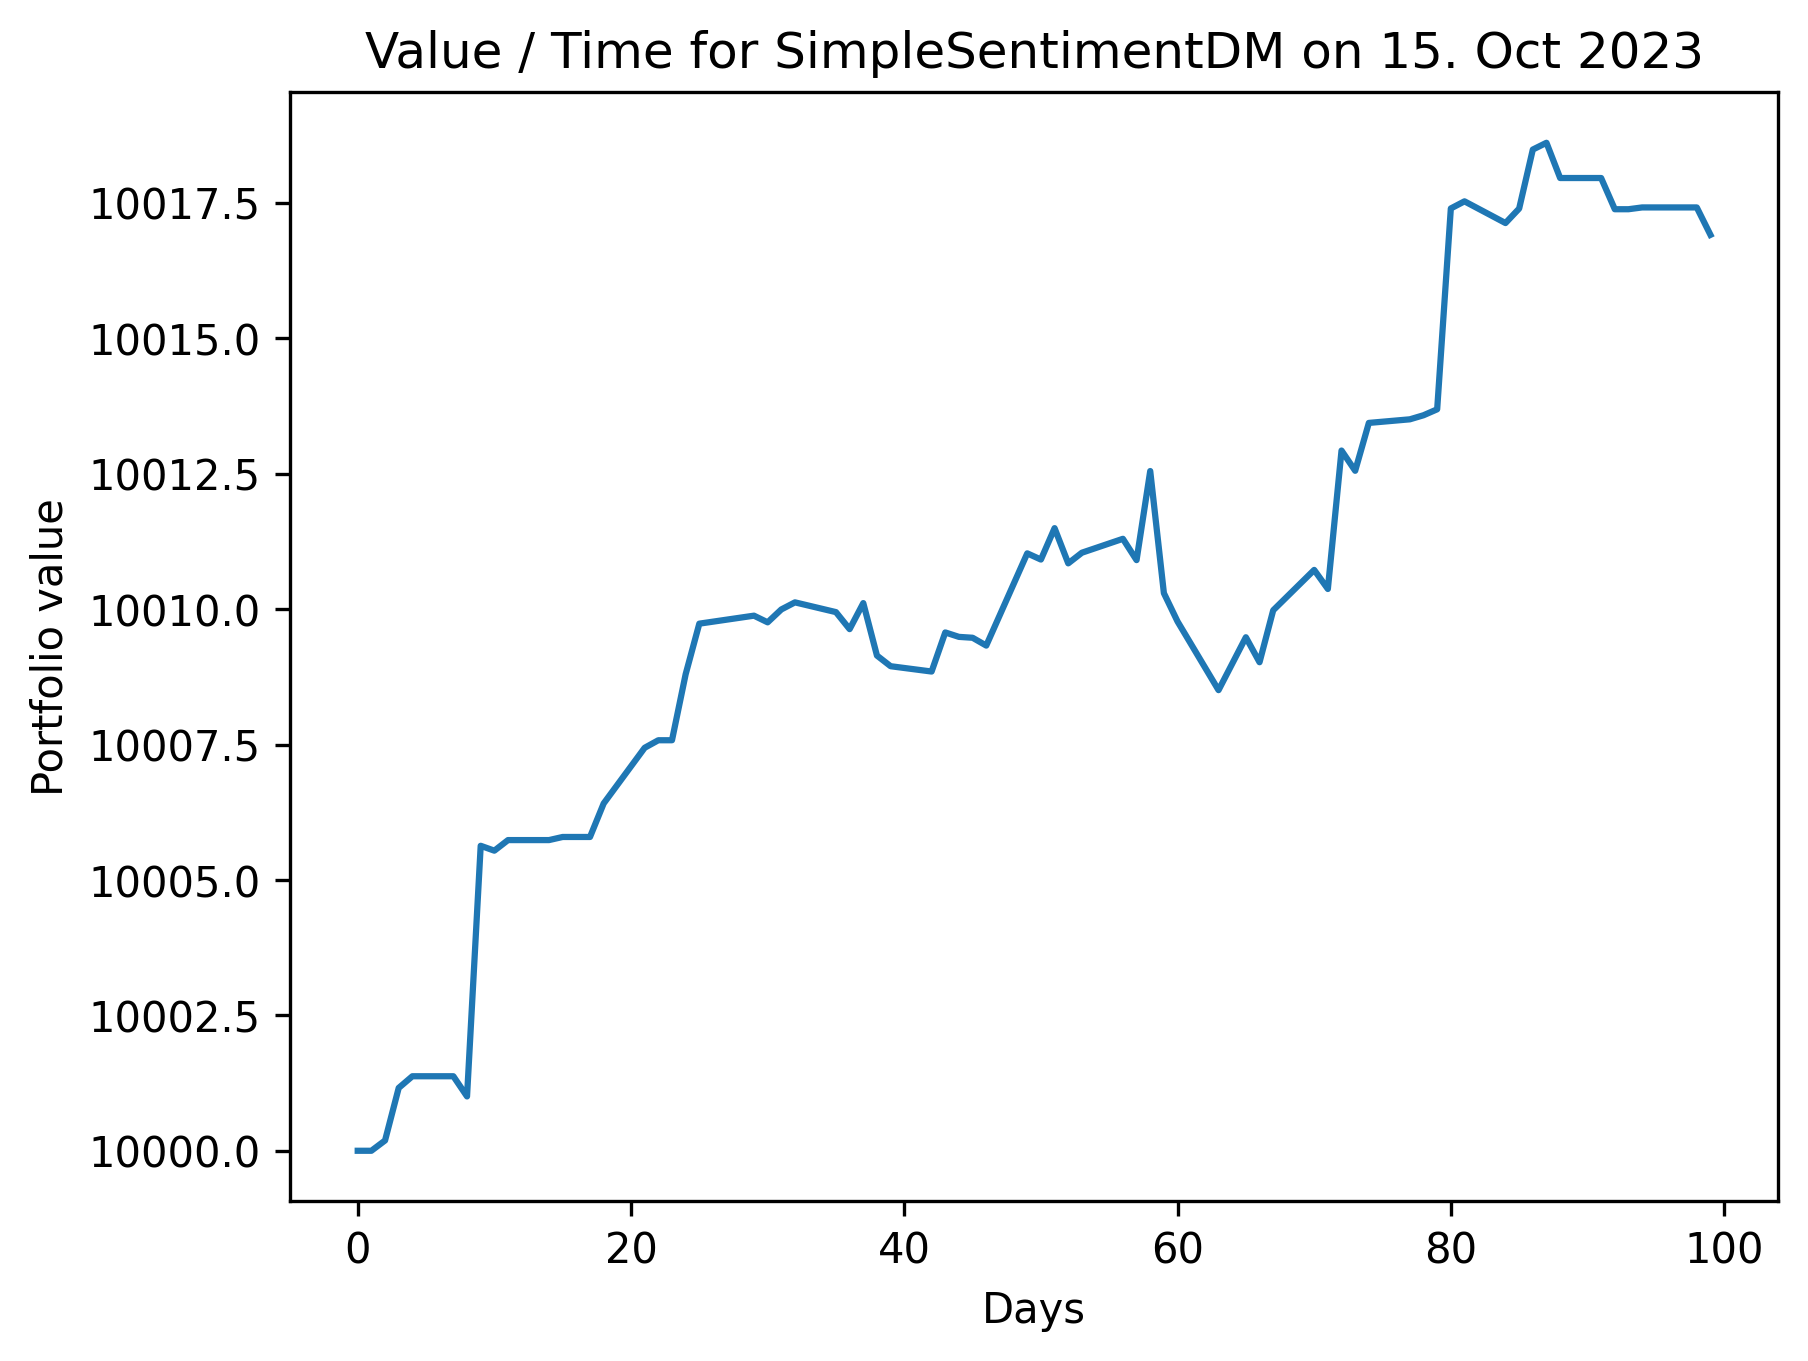 Value / Time for SimpleSentimentDM on 15. Oct 2023
Portfolio value
10017.5
10015.0
10012.5
10010.0
10007.5
10005.0
10002.5
10000.0
0 20 40 60 80 100
Days